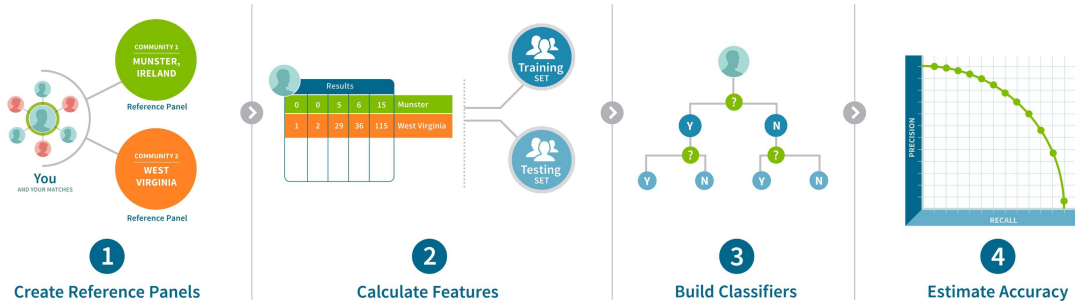 COMMUNITY 1
MUNSTER,
IRELAND
Reference Panel
COMMUNITY 2
WEST
VIRGINIA
Reference Panel
You
AND YOUR MATCHES
1
Create Reference Panels
Results
0 0 5 6 15 Munster
1 2 29 36 115 West Virginia
Training
SET
Testing
SET
2
Calculate Features
?
Y N
? ?
Y N Y N
3
Build Classifiers
PRECISION
RECALL
4
Estimate Accuracy